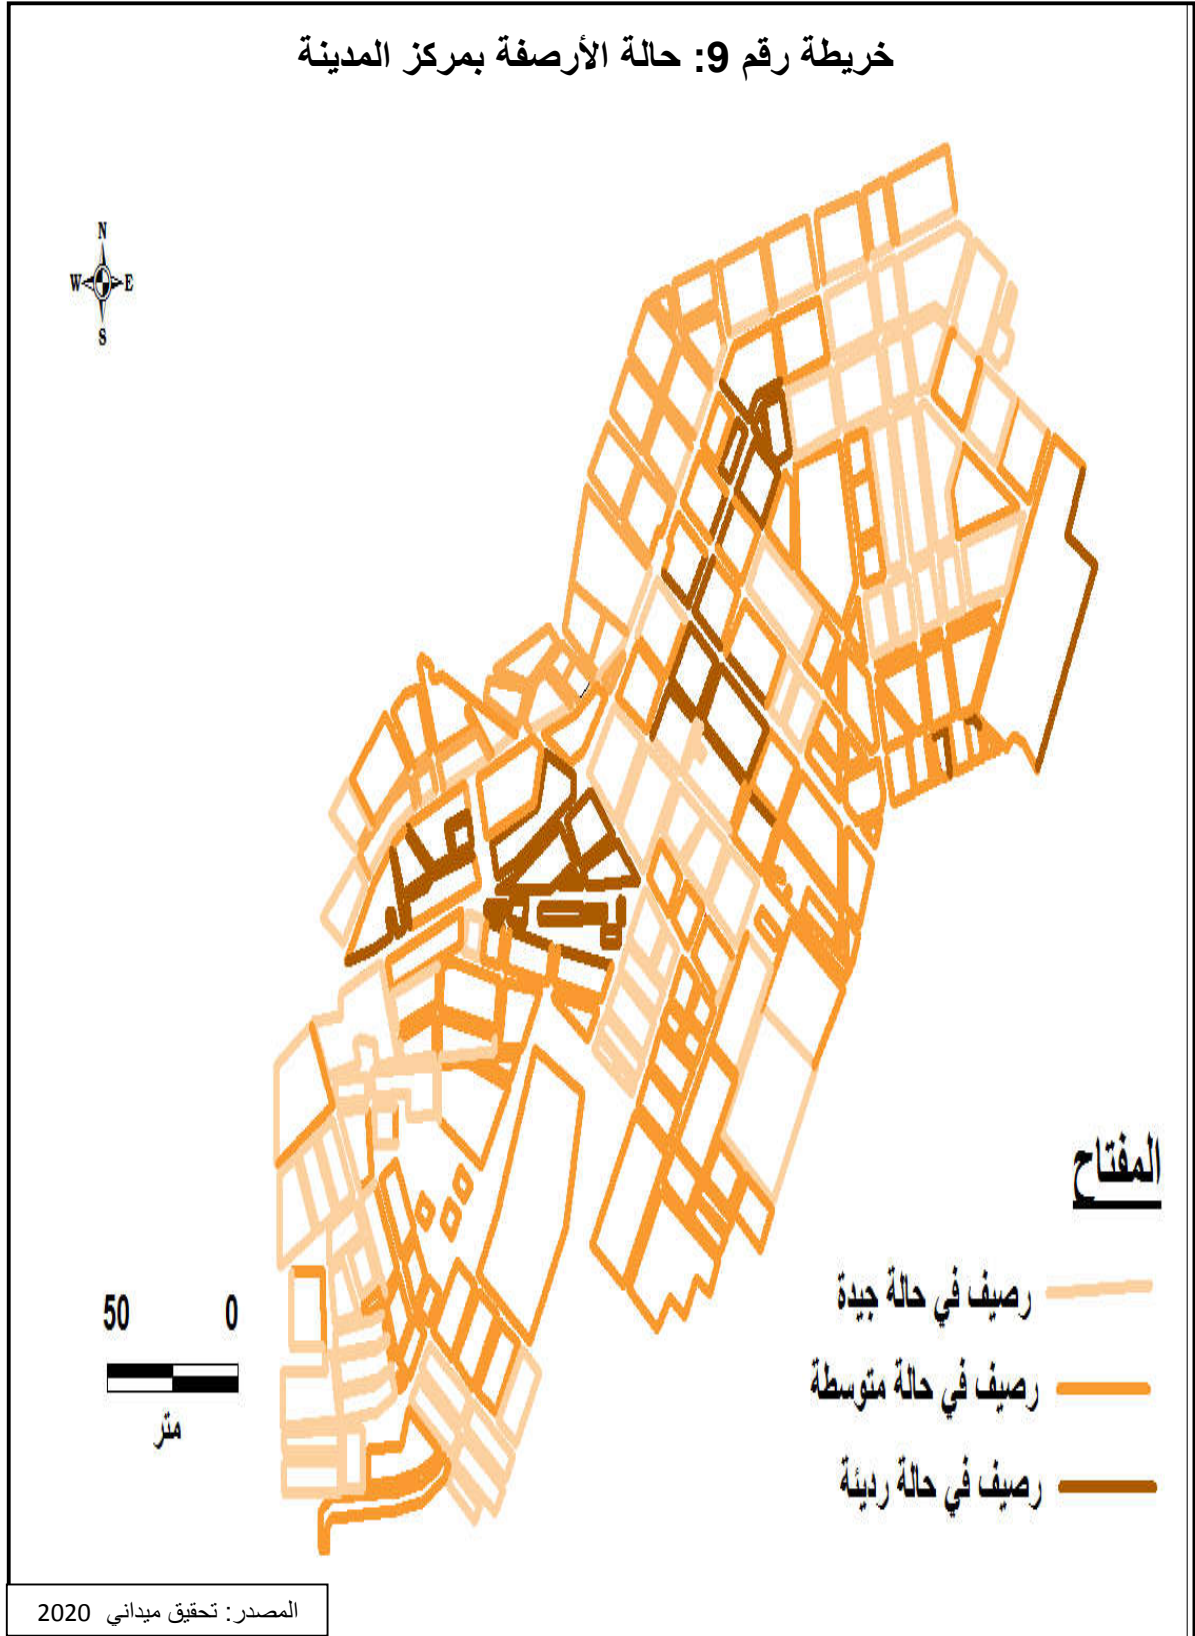 خريطة رقم 9: حالة الأرصفة بمركز المدينة
N
W E
S
المفتاح
رصيف في حالة جيدة
رصيف في حالة متوسطة
رصيف في حالة رديئة
50 0
متر
المصدر: تحقيق ميداني 2020